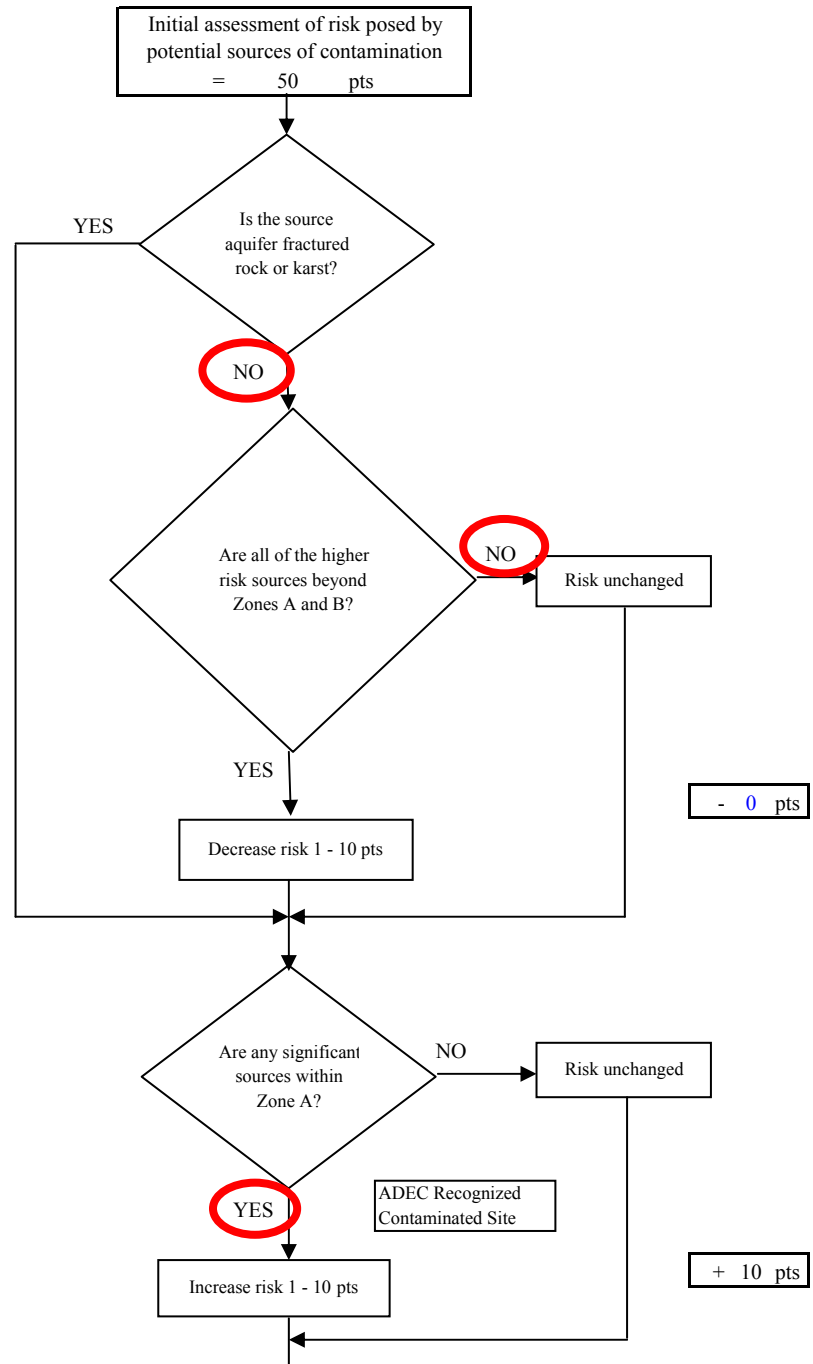 Initial assessment of risk posed by
potential sources of contamination
= 50 pts
YES
Is the source
aquifer fractured
rock or karst?
NO
Are all of the higher
risk sources beyond
Zones A and B?
NO
Risk unchanged
YES
- 0 pts
Decrease risk 1 - 10 pts
Are any significant
sources within
Zone A?
NO
Risk unchanged
YES
ADEC Recognized
Contaminated Site
Increase risk 1 - 10 pts
+ 10 pts